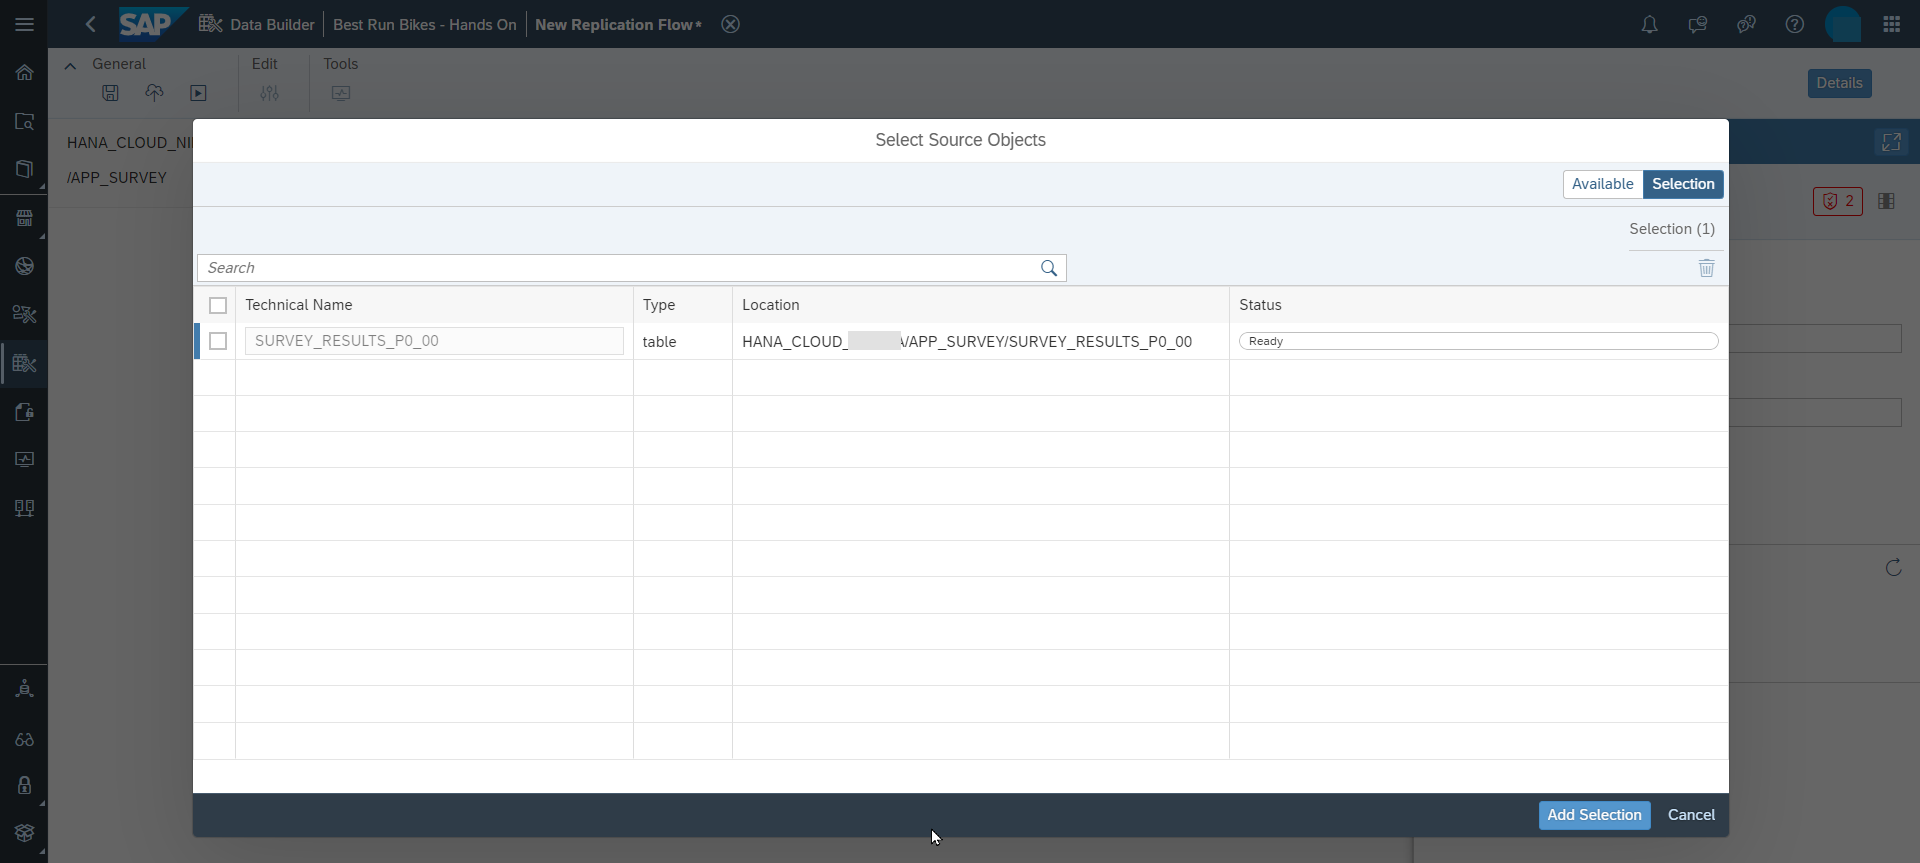 SAP Data Builder Best Run Bikes - Hands On New Replication Flow*
General Edit Tools
Details
HANA_CLOUD_NI
/APP_SURVEY
2
Select Source Objects
Available Selection
Selection (1)
Search
Technical Name Type Location Status
SURVEY_RESULTS_P0_00 table HANA_CLOUD_ /APP_SURVEY/SURVEY_RESULTS_P0_00 Ready
Add Selection Cancel